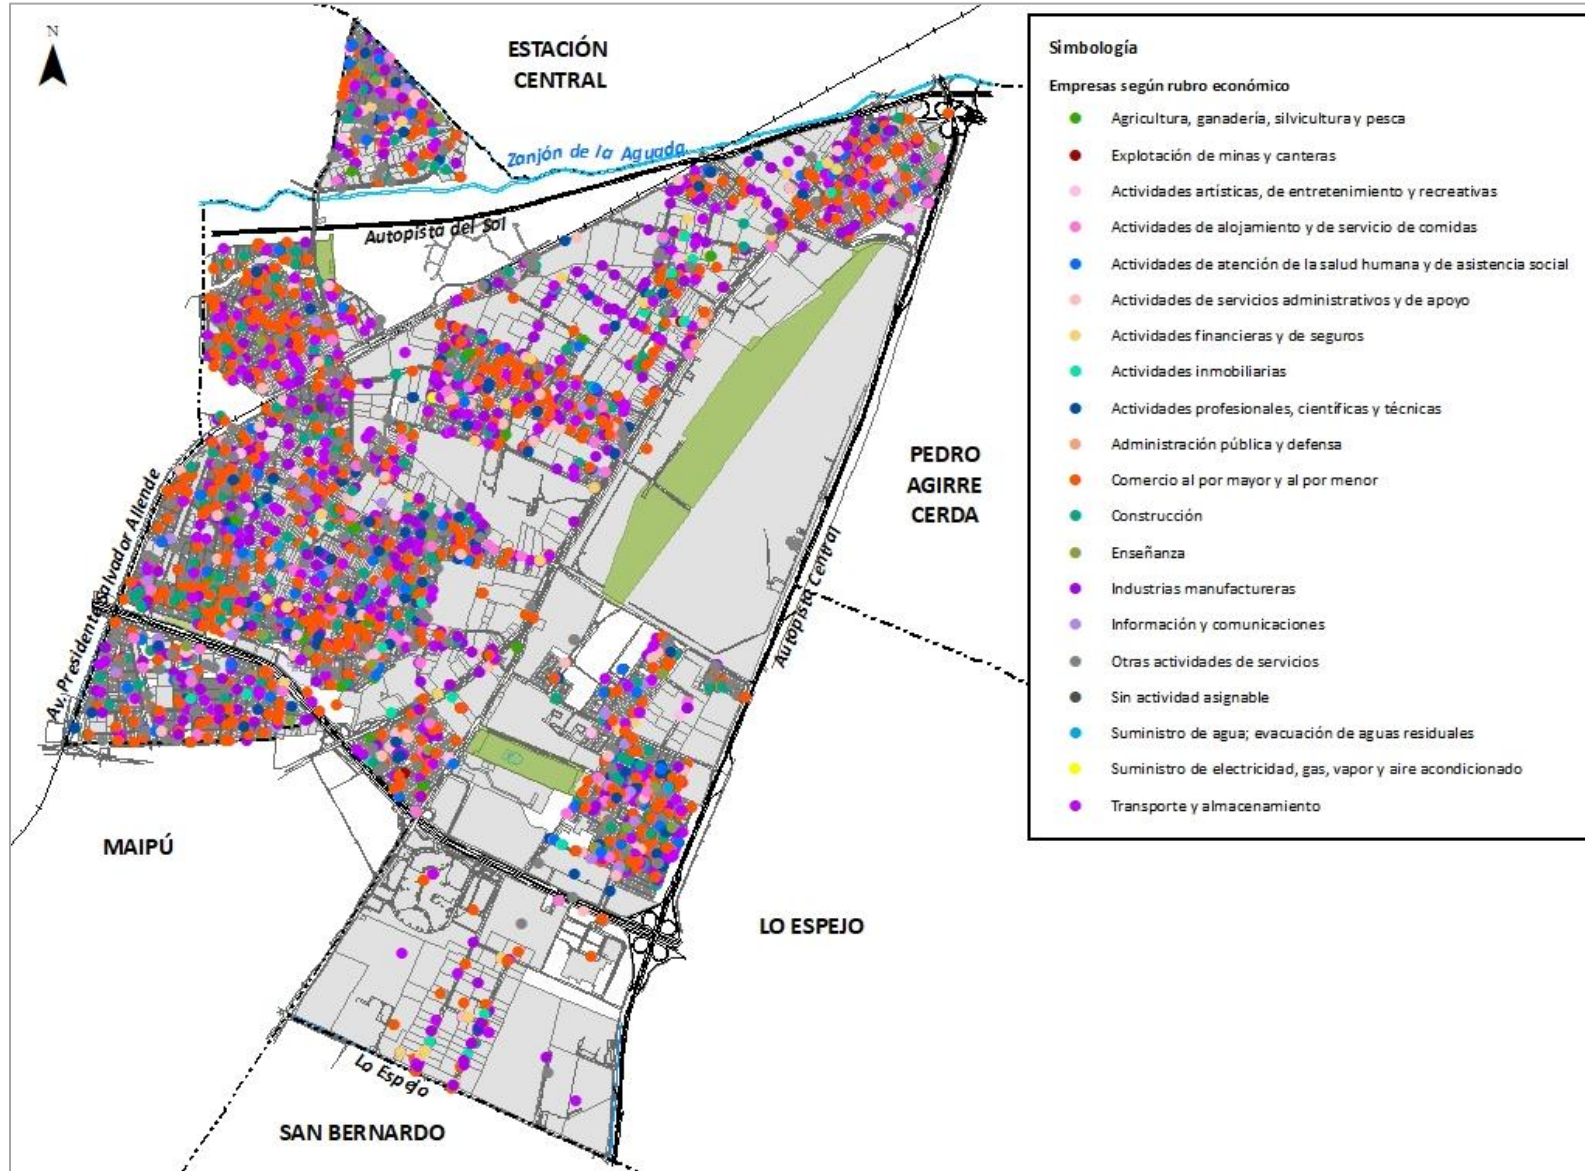 N
ESTACIÓN
CENTRAL
Zanjón de la Aguada
Autopista del Sol
PEDRO
AGIRRE
CERDA
Autopista Central
Av. Presidente Salvador Allende
MAIPÚ
LO ESPEJO
Lo Espejo
SAN BERNARDO
Simbología
Empresas según rubro económico
Agricultura, ganadería, silvicultura y pesca
Explotación de minas y canteras
Actividades artísticas, de entretenimiento y recreativas
Actividades de alojamiento y de servicio de comidas
Actividades de atención de la salud humana y de asistencia social
Actividades de servicios administrativos y de apoyo
Actividades financieras y de seguros
Actividades inmobiliarias
Actividades profesionales, científicas y técnicas
Administración pública y defensa
Comercio al por mayor y al por menor
Construcción
Enseñanza
Industrias manufactureras
Información y comunicaciones
Otras actividades de servicios
Sin actividad asignable
Suministro de agua; evacuación de aguas residuales
Suministro de electricidad, gas, vapor y aire acondicionado
Transporte y almacenamiento